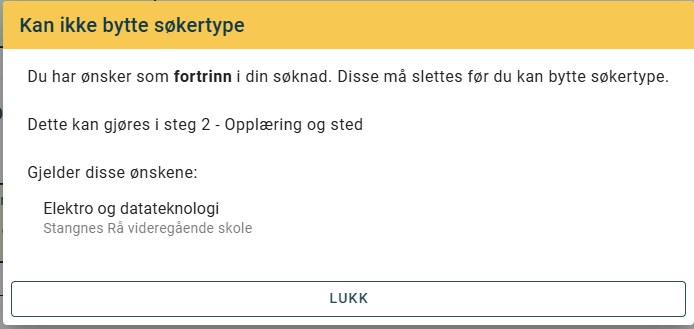 Kan ikke bytte søkertype
Du har ønsker som fortrinn i din søknad. Disse må slettes før du kan bytte søkertype.
Dette kan gjøres i steg 2 - Opplæring og sted
Gjelder disse ønskene:
Elektro og datateknologi
Stangnes Rå videregående skole
LUKK